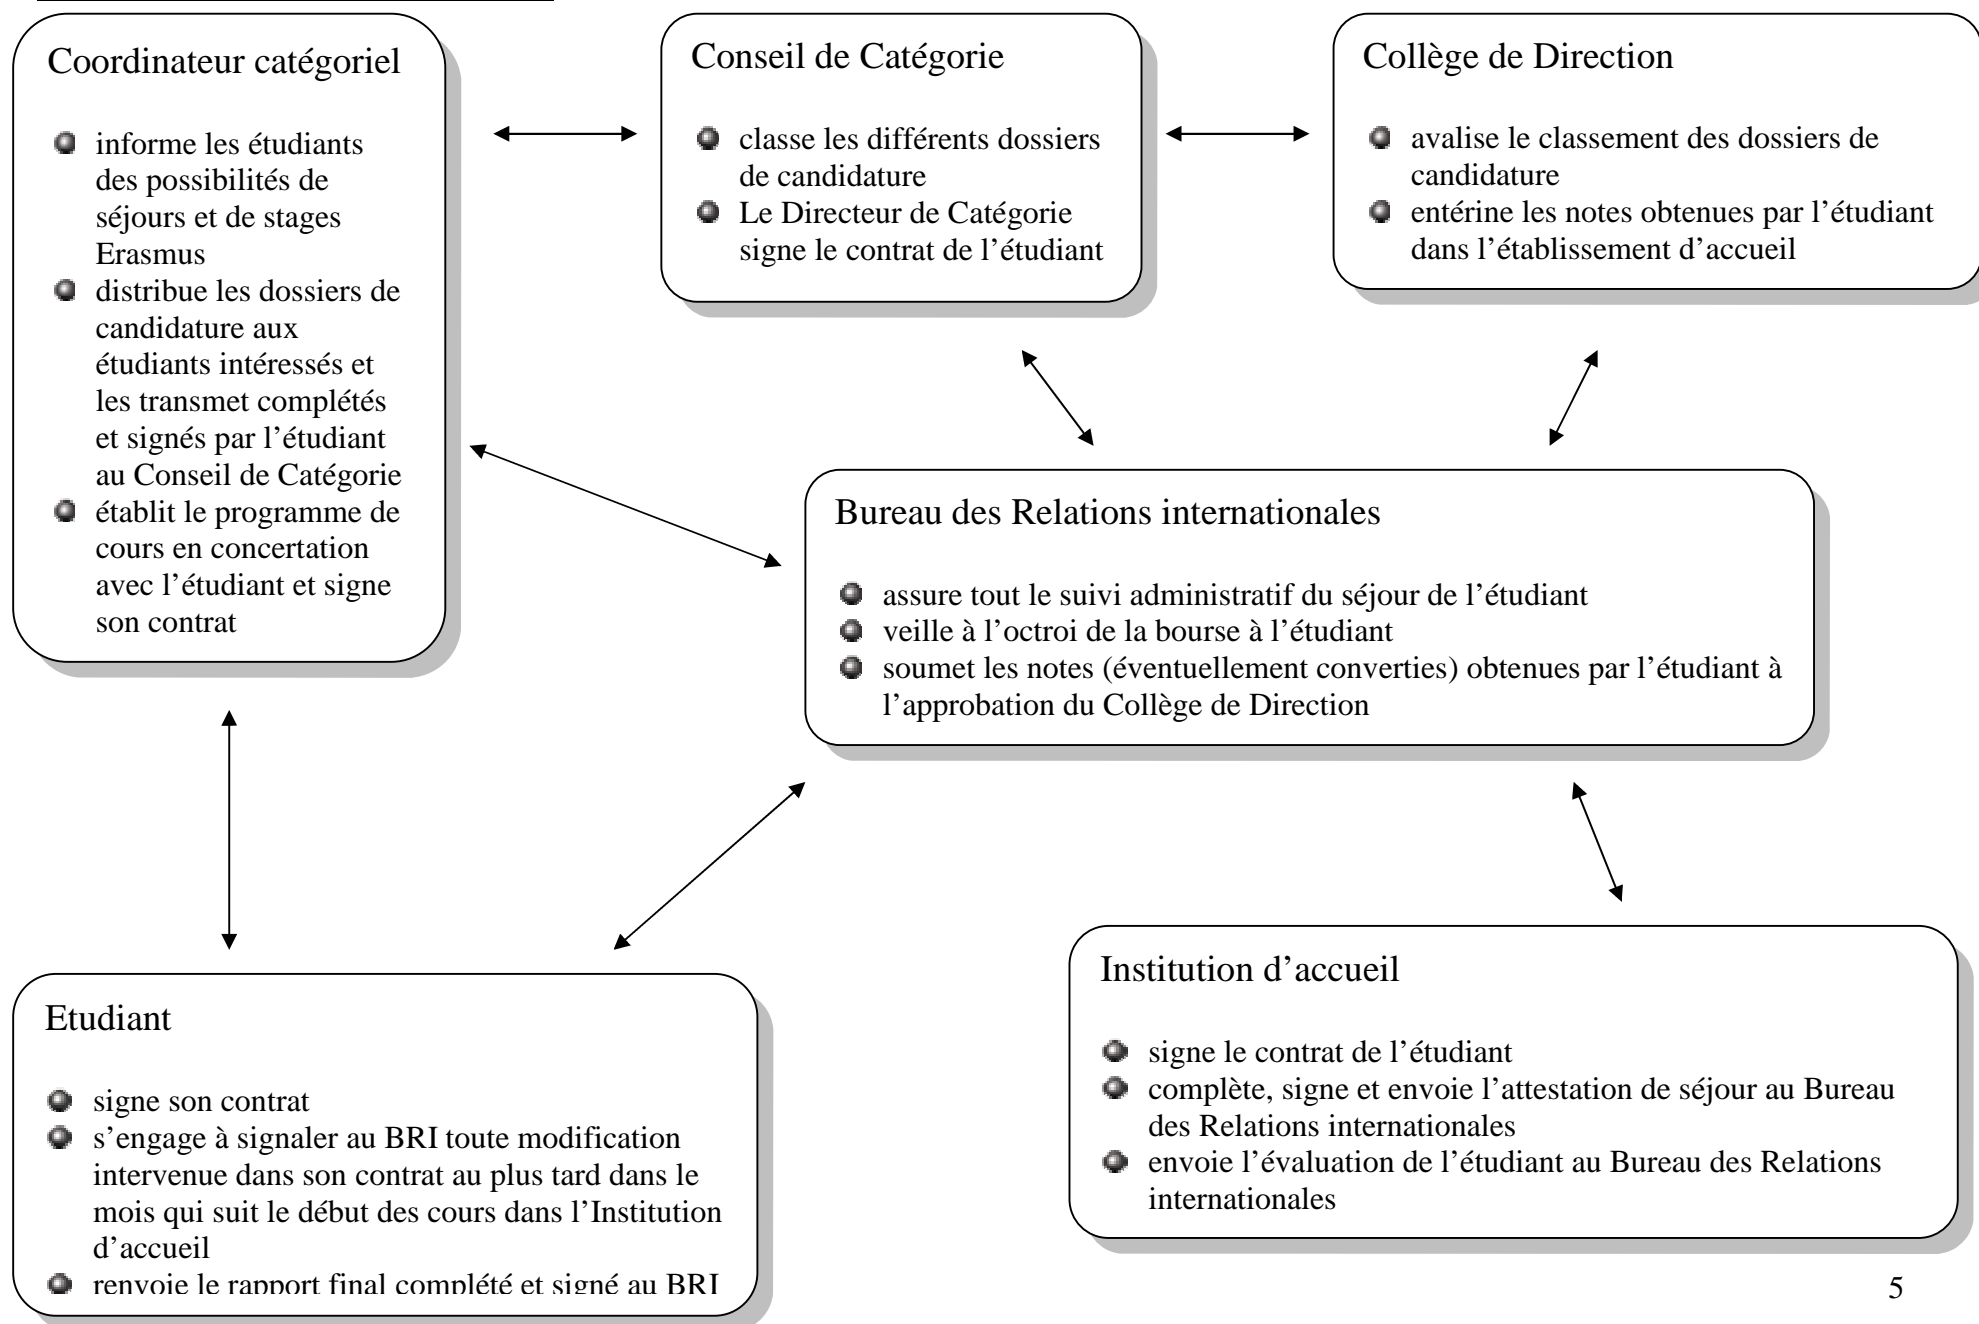 Coordinateur catégoriel
informe les étudiants
des possibilités de
séjours et de stages
Erasmus
distribue les dossiers de
candidature aux
étudiants intéressés et
les transmet complétés
et signés par l’étudiant
au Conseil de Catégorie
établit le programme de
cours en concertation
avec l’étudiant et signe
son contrat
Conseil de Catégorie
classe les différents dossiers
de candidature
Le Directeur de Catégorie
signe le contrat de l’étudiant
Collège de Direction
avalise le classement des dossiers de
candidature
entérine les notes obtenues par l’étudiant
dans l’établissement d’accueil
Bureau des Relations internationales
assure tout le suivi administratif du séjour de l’étudiant
veille à l’octroi de la bourse à l’étudiant
soumet les notes (éventuellement converties) obtenues par l’étudiant à
l’approbation du Collège de Direction
Etudiant
signe son contrat
s’engage à signaler au BRI toute modification
intervenue dans son contrat au plus tard dans le
mois qui suit le début des cours dans l’Institution
d’accueil
renvoie le rapport final complété et signé au BRI
Institution d’accueil
signe le contrat de l’étudiant
complète, signe et envoie l’attestation de séjour au Bureau
des Relations internationales
envoie l’évaluation de l’étudiant au Bureau des Relations
internationales
5